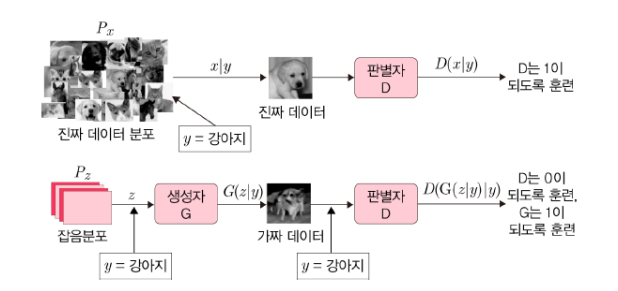 P_x
x|y
판별자
D
D(x|y)
D는 1이
되도록 훈련
진짜 데이터 분포
진짜 데이터
y = 강아지
P_z
z
생성자
G
G(z|y)
판별자
D
D(G(z|y)|y)
D는 0이
되도록 훈련,
G는 1이
되도록 훈련
잡음분포
가짜 데이터
y = 강아지
y = 강아지